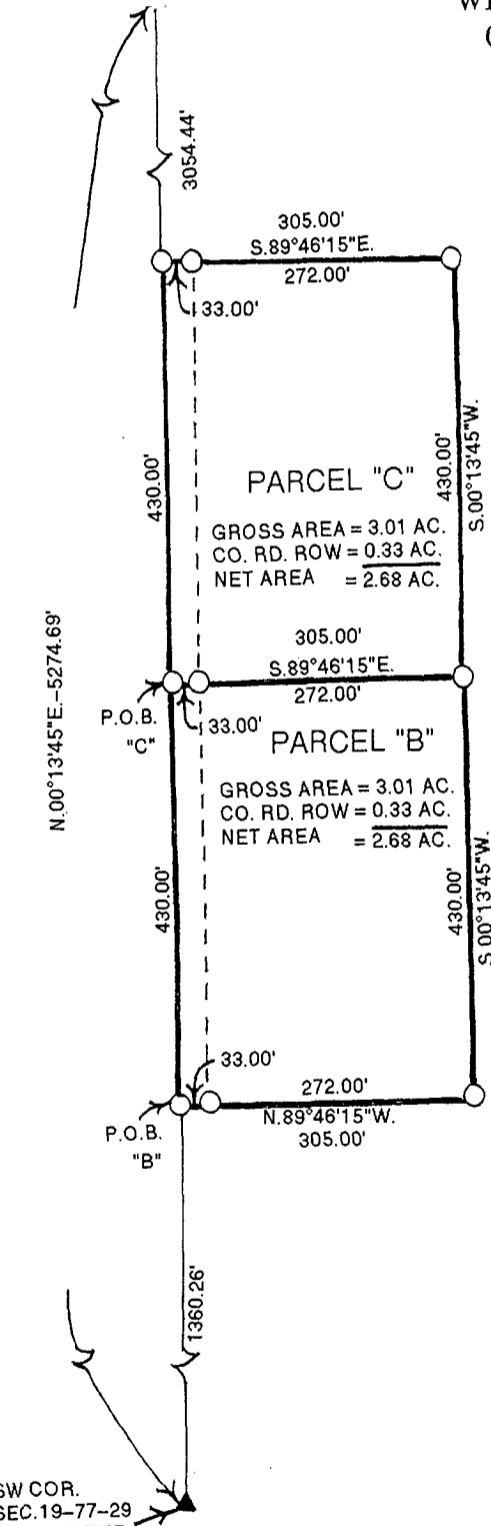 3054.44'
305.00'
S.89°46'15"E.
272.00'
33.00'
430.00'
430.00'
S.00°13'45"W.
PARCEL "C"
GROSS AREA = 3.01 AC.
CO. RD. ROW = 0.33 AC.
NET AREA = 2.68 AC.
N.00°13'45"E.–5274.69'
305.00'
S.89°46'15"E.
272.00'
P.O.B.
"C"
33.00'
PARCEL "B"
GROSS AREA = 3.01 AC.
CO. RD. ROW = 0.33 AC.
NET AREA = 2.68 AC.
430.00'
430.00'
S.00°13'45"W.
33.00'
272.00'
N.89°46'15"W.
305.00'
P.O.B.
"B"
1360.26'
SW COR.
SEC.19–77–29